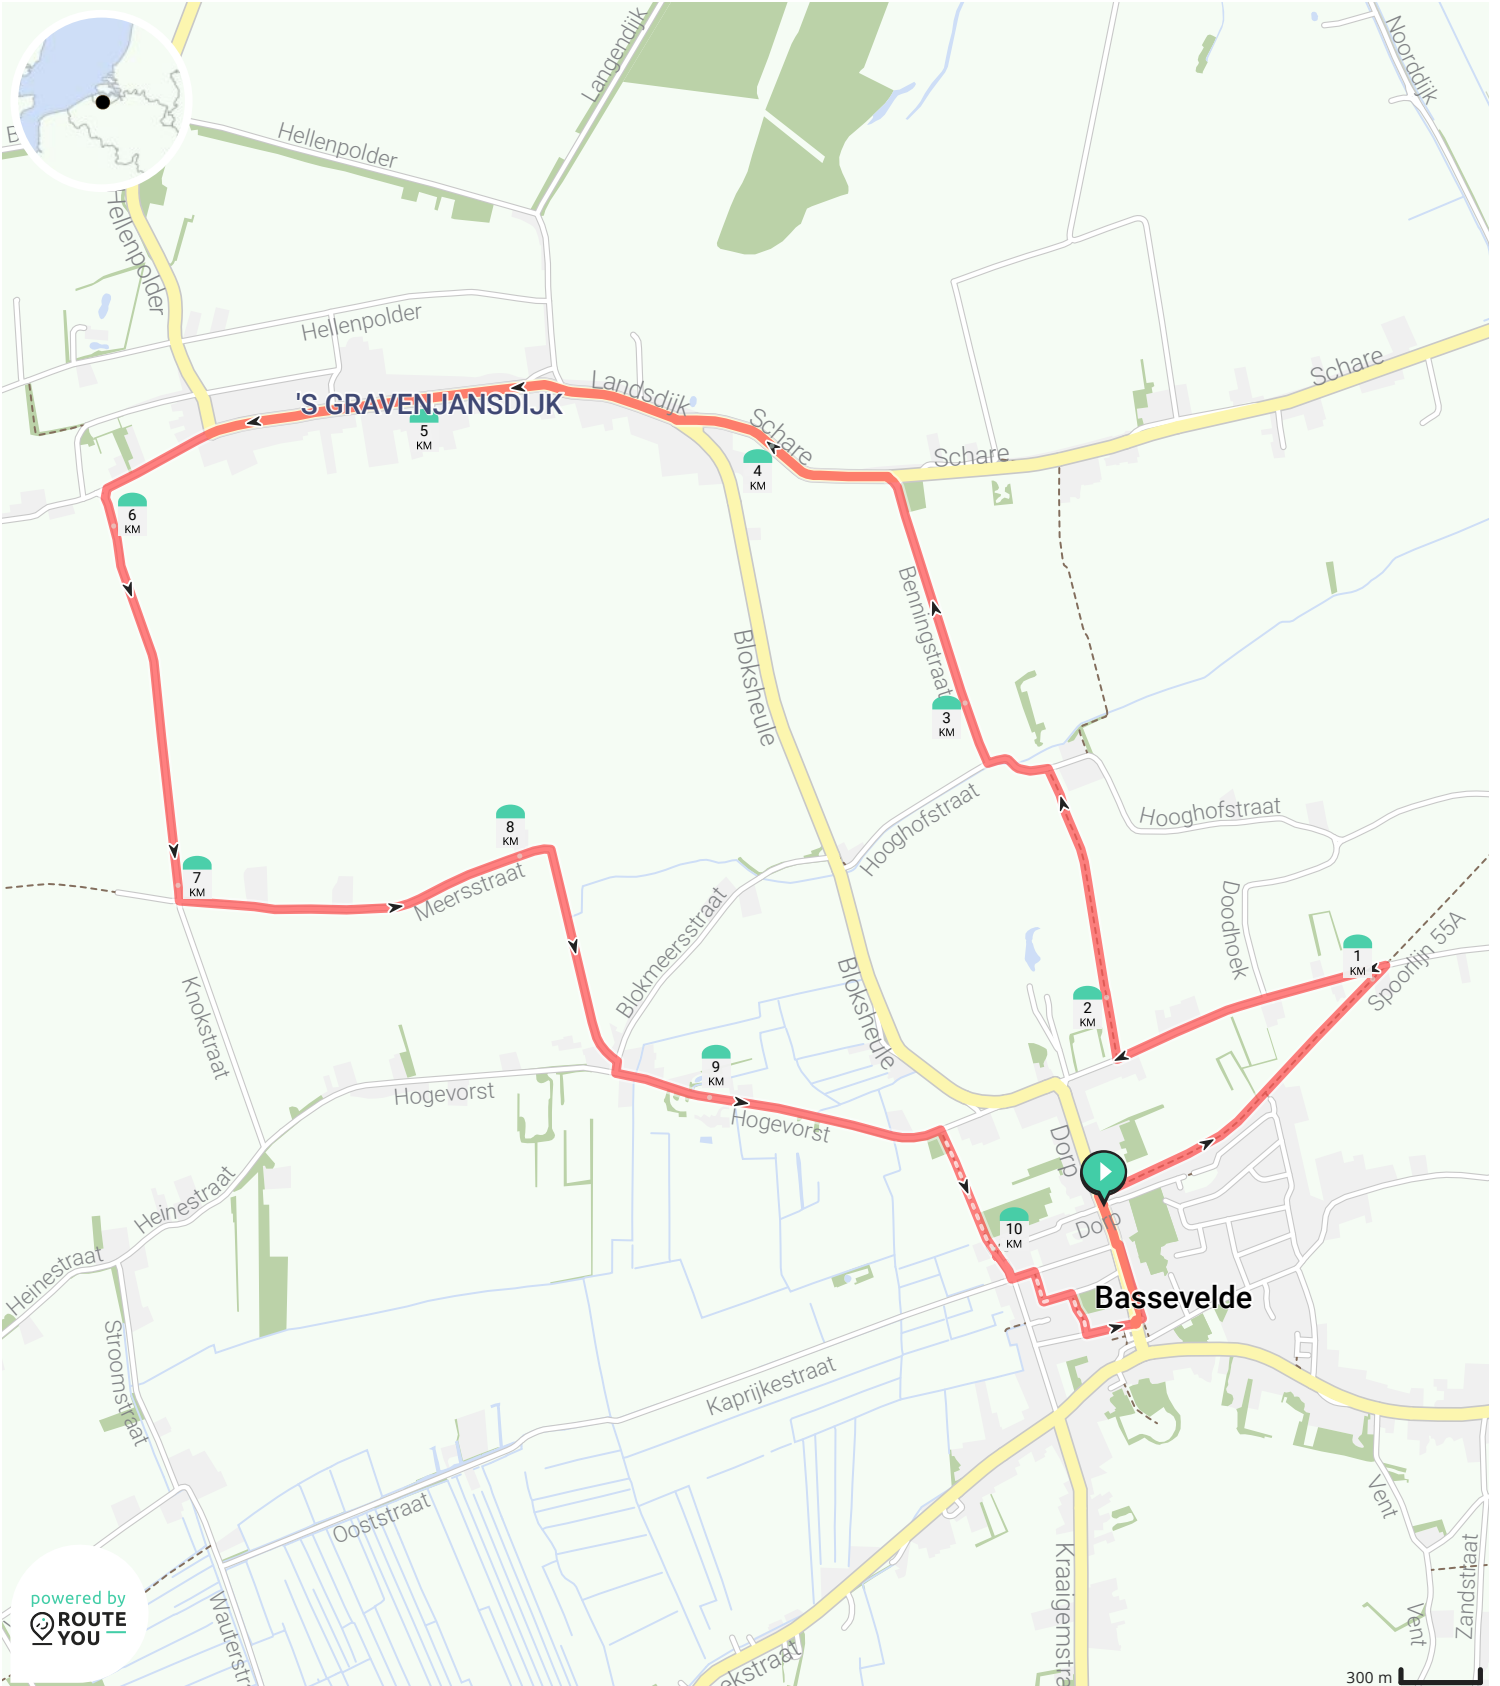 Langendijk
Noorddijk
Hellenpolder
Hellenpolder
Hellenpolder
Landsdijk
Schare
'S GRAVENJANSDIJK
Schare
Schare
5
KM
4
KM
6
KM
Benningstraat
Bloksheule
3
KM
Hooghofstraat
Hooghofstraat
8
KM
7
KM
Meersstraat
Doodhoek
Blokmeersstraat
Spoorlijn 55A
1
KM
Knokstraat
Bloksheule
2
KM
9
KM
Hogevorst
Hogevorst
Dorp
Heinestraat
Dorp
10
KM
Heinestraat
Bassevelde
Stroomstraat
Kaprijkestraat
Ooststraat
Vent
Kraaigemstra
Zandstraat
Vent
Wauterstr
ekstraat
powered by
ROUTE
YOU
300 m